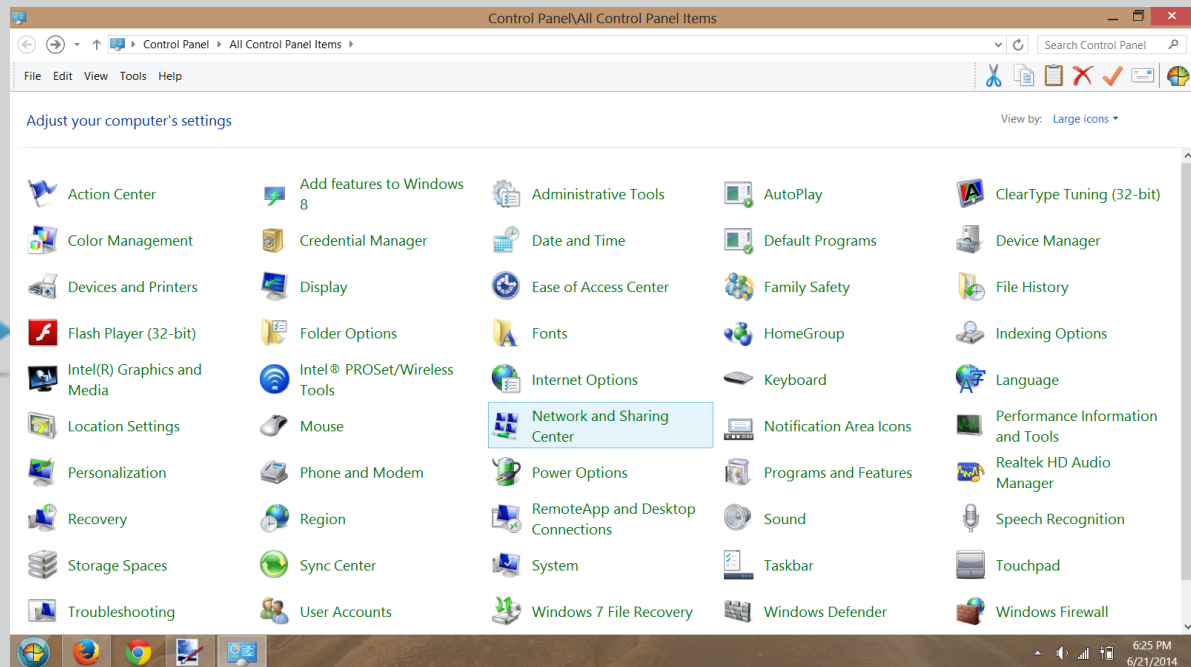 Control Panel\All Control Panel Items
Control Panel All Control Panel Items
Search Control Panel
File Edit View Tools Help
Adjust your computer's settings
View by: Large icons
Action Center
Add features to Windows
8
Administrative Tools
AutoPlay
ClearType Tuning (32-bit)
Color Management
Credential Manager
Date and Time
Default Programs
Device Manager
Devices and Printers
Display
Ease of Access Center
Family Safety
File History
Flash Player (32-bit)
Folder Options
Fonts
HomeGroup
Indexing Options
Intel(R) Graphics and
Media
Intel® PROSet/Wireless
Tools
Internet Options
Keyboard
Language
Location Settings
Mouse
Network and Sharing
Center
Notification Area Icons
Performance Information
and Tools
Personalization
Phone and Modem
Power Options
Programs and Features
Realtek HD Audio
Manager
Recovery
Region
RemoteApp and Desktop
Connections
Sound
Speech Recognition
Storage Spaces
Sync Center
System
Taskbar
Touchpad
Troubleshooting
User Accounts
Windows 7 File Recovery
Windows Defender
Windows Firewall
6:25 PM
6/21/2014